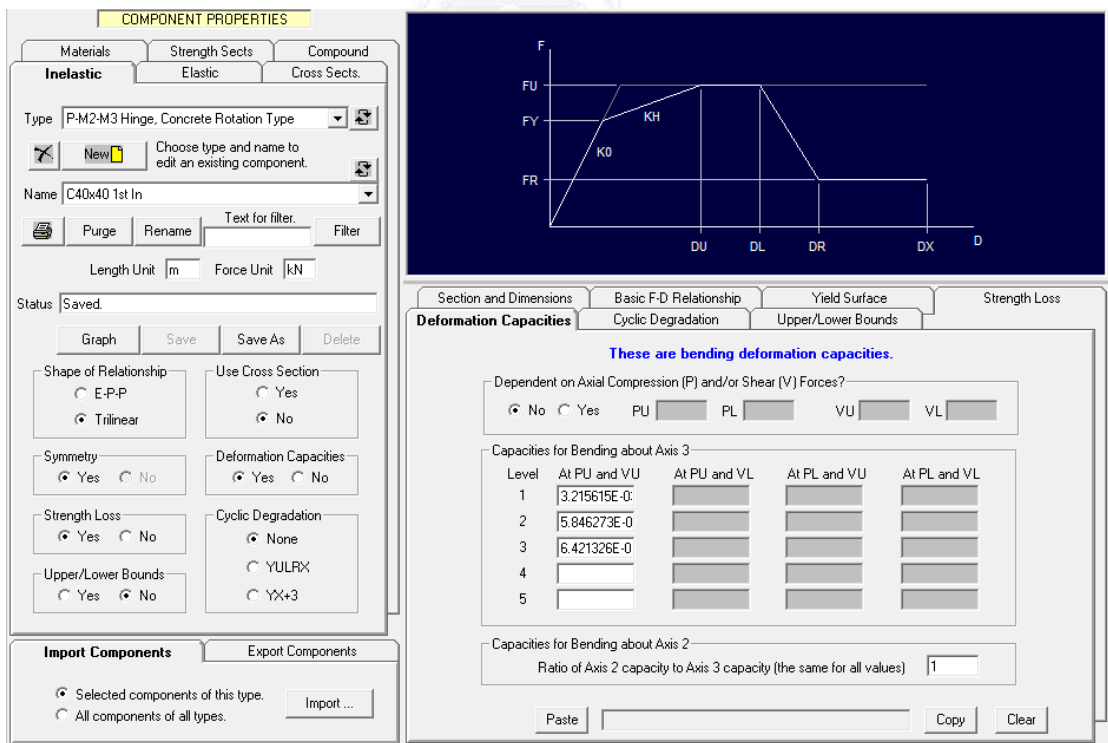 COMPONENT PROPERTIES
Materials Strength Sects Compound
Inelastic Elastic Cross Sects.
Type P-M2-M3 Hinge, Concrete Rotation Type
New Choose type and name to
edit an existing component.
Name C40x40 1st In
Text for filter.
Purge Rename Filter
Length Unit m Force Unit kN
Status Saved.
Graph Save Save As Delete
Shape of Relationship
E-P-P
Trilinear
Use Cross Section
Yes
No
Symmetry
Yes No
Deformation Capacities
Yes No
Strength Loss
Yes No
Cyclic Degradation
None
YULRX
YX+3
Upper/Lower Bounds
Yes No
Import Components Export Components
Selected components of this type.
All components of all types.
Import ...
F
FU
FY
KH
K0
FR
DU DL DR DX D
Section and Dimensions Basic F-D Relationship Yield Surface Strength Loss
Deformation Capacities Cyclic Degradation Upper/Lower Bounds
These are bending deformation capacities.
Dependent on Axial Compression (P) and/or Shear (V) Forces?
No Yes PU PL VU VL
Capacities for Bending about Axis 3
Level At PU and VU At PU and VL At PL and VU At PL and VL
1 3.215615E-0
2 5.846273E-0
3 6.421326E-0
4
5
Capacities for Bending about Axis 2
Ratio of Axis 2 capacity to Axis 3 capacity (the same for all values) 1
Paste Copy Clear